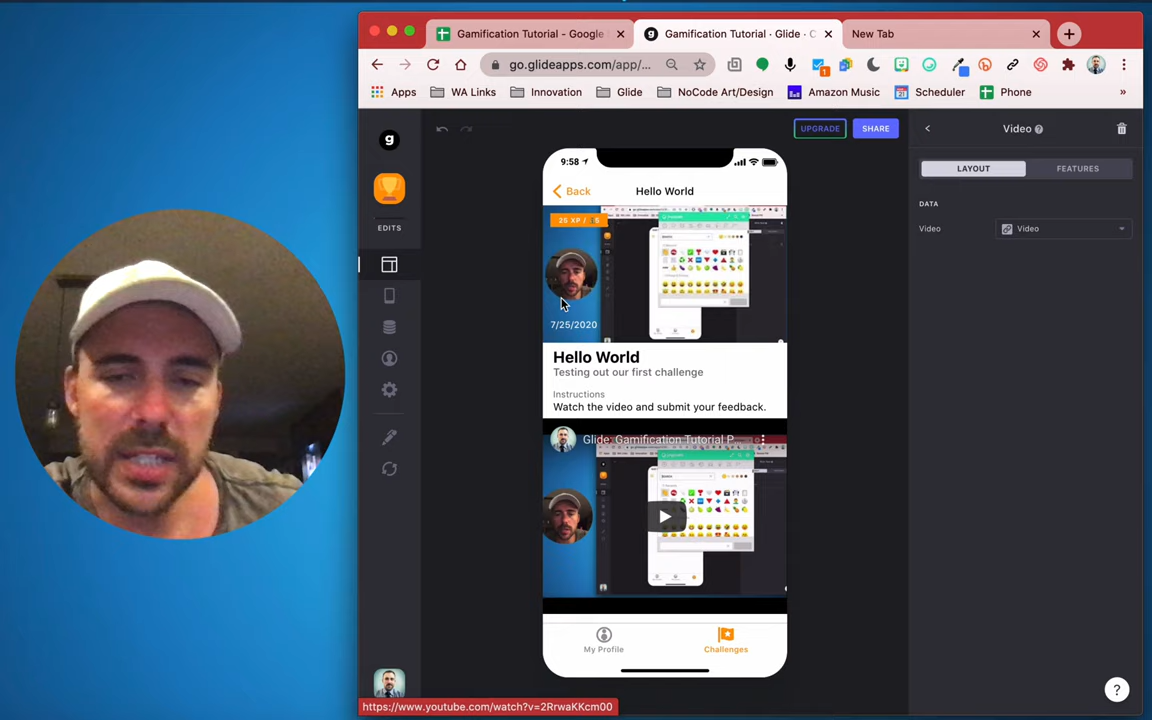 Gamification Tutorial - Google
Gamification Tutorial · Glide · C
New Tab
go.glideapps.com/app/...
Apps
WA Links
Innovation
Glide
NoCode Art/Design
Amazon Music
Scheduler
Phone
»
g
UPGRADE
SHARE
Video
LAYOUT
FEATURES
EDITS
DATA
Video
Video
9:58
Back
Hello World
7/25/2020
Hello World
Testing out our first challenge
Instructions
Watch the video and submit your feedback.
Glide: Gamification Tutorial P...
My Profile
Challenges
?
https://www.youtube.com/watch?v=2RrwaKKcm00